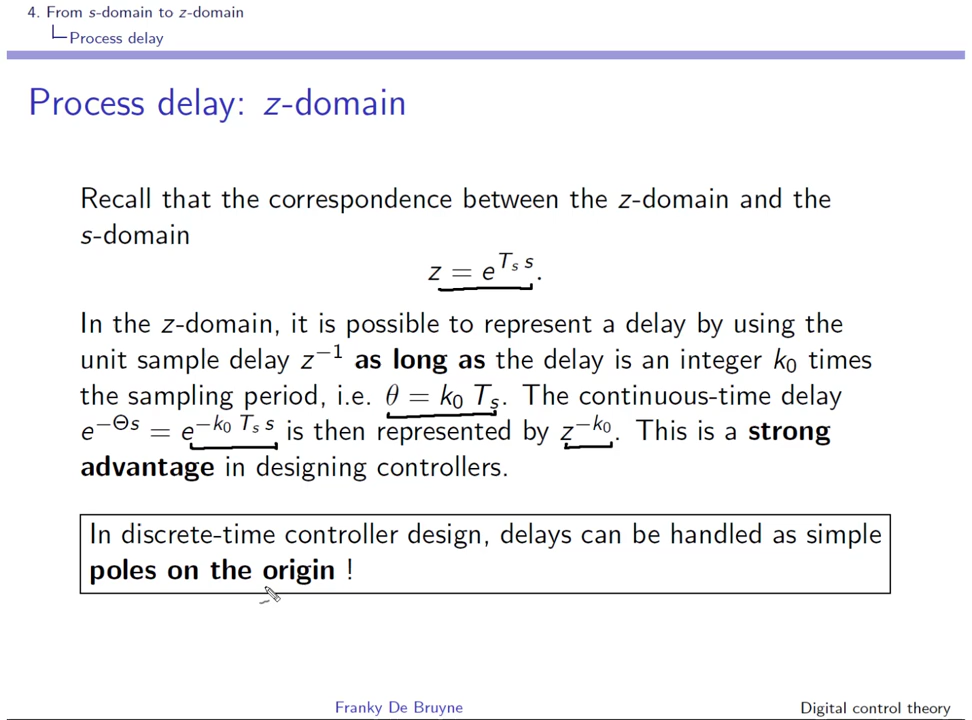 4. From s-domain to z-domain
Process delay
Process delay: z-domain
Recall that the correspondence between the z-domain and the
s-domain
z = e^{T_s s}.
In the z-domain, it is possible to represent a delay by using the
unit sample delay z^{−1} as long as the delay is an integer k_0 times
the sampling period, i.e. θ = k_0 T_s. The continuous-time delay
e^{−Θs} = e^{−k_0 T_s s} is then represented by z^{−k_0}. This is a strong
advantage in designing controllers.
In discrete-time controller design, delays can be handled as simple
poles on the origin !
Franky De Bruyne
Digital control theory